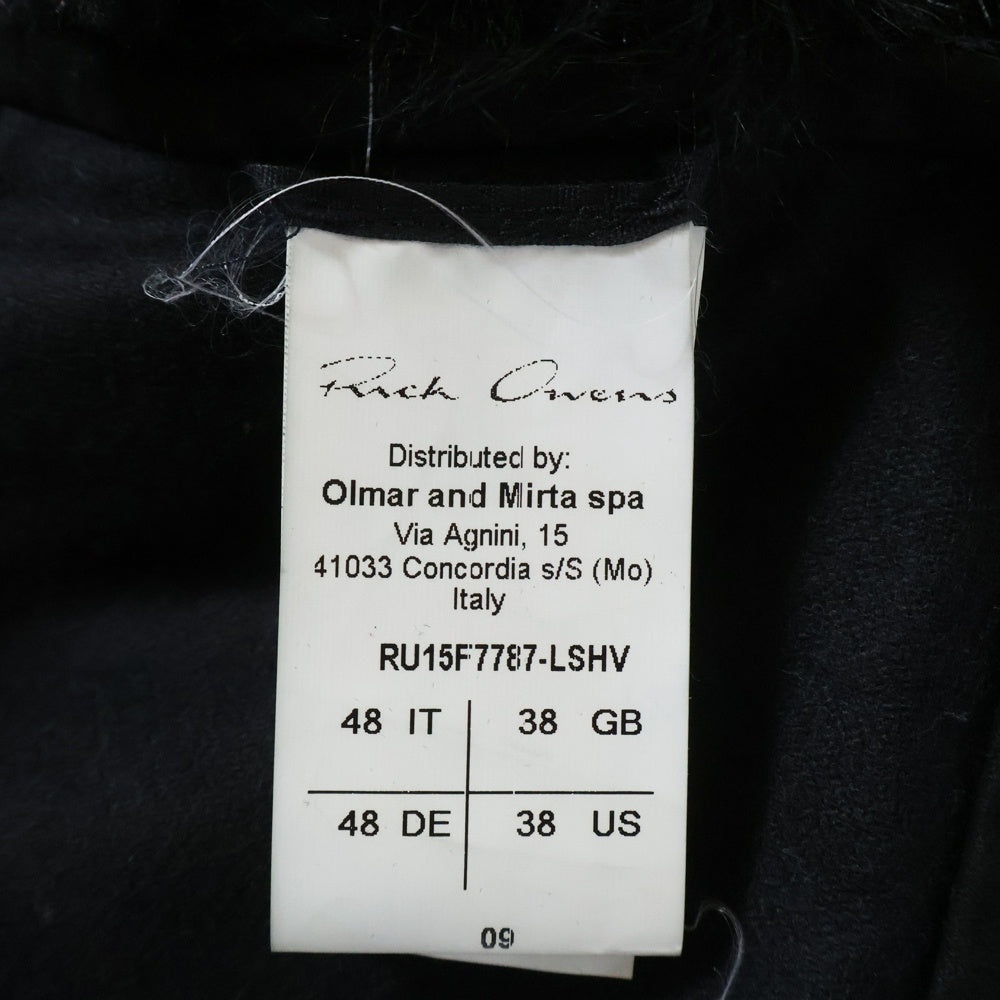 Rick Owens
Distributed by:
Olmar and Mirta spa
Via Agnini, 15
41033 Concordia s/S (Mo)
Italy
RU15F7787-LSHV
48 IT 38 GB
48 DE 38 US
09